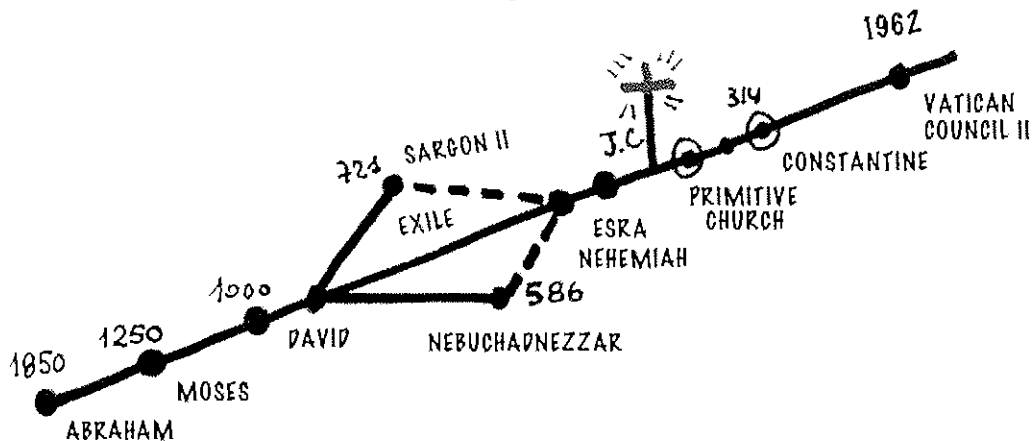 1850
ABRAHAM
1250
MOSES
1000
DAVID
721
SARGON II
EXILE
586
NEBUCHADNEZZAR
ESRA
NEHEMIAH
J.C
PRIMITIVE
CHURCH
314
CONSTANTINE
1962
VATICAN
COUNCIL II